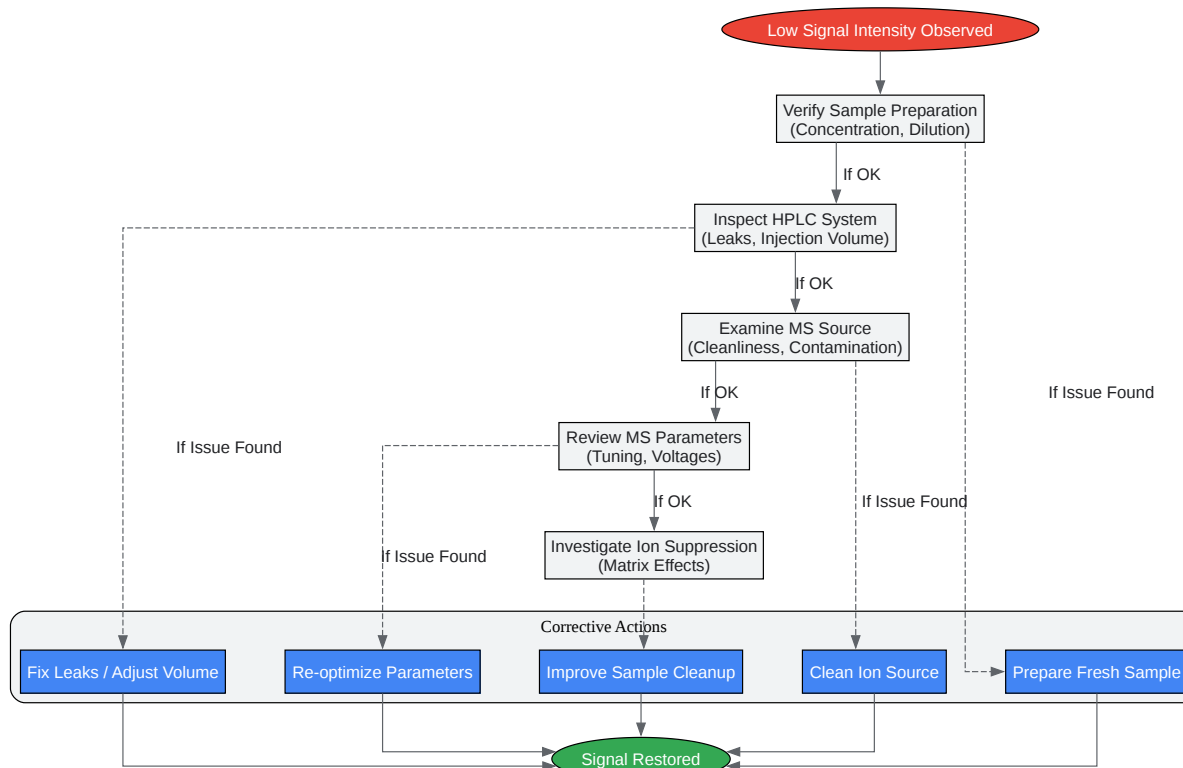 Low Signal Intensity Observed
Verify Sample Preparation
(Concentration, Dilution)
If OK
Inspect HPLC System
(Leaks, Injection Volume)
If OK
Examine MS Source
(Cleanliness, Contamination)
If OK
If Issue Found
Review MS Parameters
(Tuning, Voltages)
If Issue Found
If OK
If Issue Found
Investigate Ion Suppression
(Matrix Effects)
If Issue Found
Corrective Actions
Fix Leaks / Adjust Volume
Re-optimize Parameters
Improve Sample Cleanup
Clean Ion Source
Prepare Fresh Sample
Signal Restored